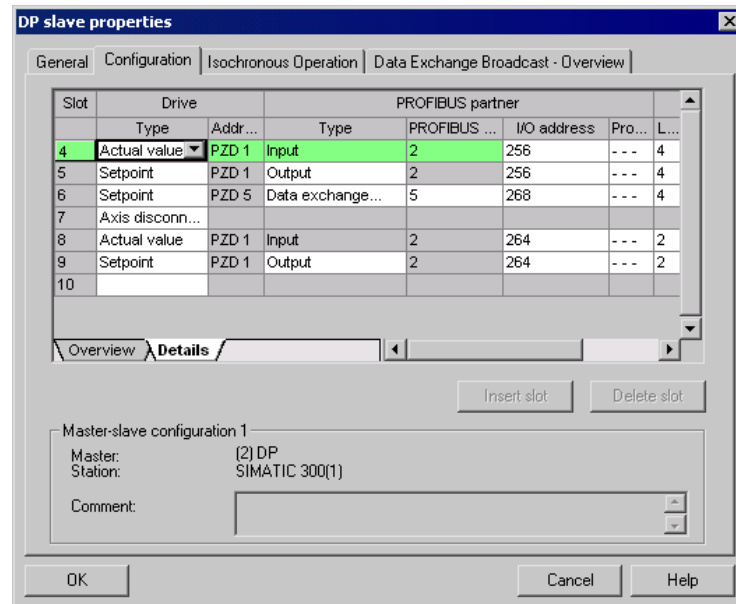 DP slave properties
General Configuration Isochronous Operation Data Exchange Broadcast - Overview
Slot Drive PROFIBUS partner
Type Addr... Type PROFIBUS ... I/O address Pro... L...
4 Actual value PZD 1 Input 2 256 - - - 4
5 Setpoint PZD 1 Output 2 256 - - - 4
6 Setpoint PZD 5 Data exchange... 5 268 - - - 4
7 Axis disconn...
8 Actual value PZD 1 Input 2 264 - - - 2
9 Setpoint PZD 1 Output 2 264 - - - 2
10
Overview Details
Insert slot Delete slot
Master-slave configuration 1
Master: (2) DP
Station: SIMATIC 300(1)
Comment:
OK Cancel Help